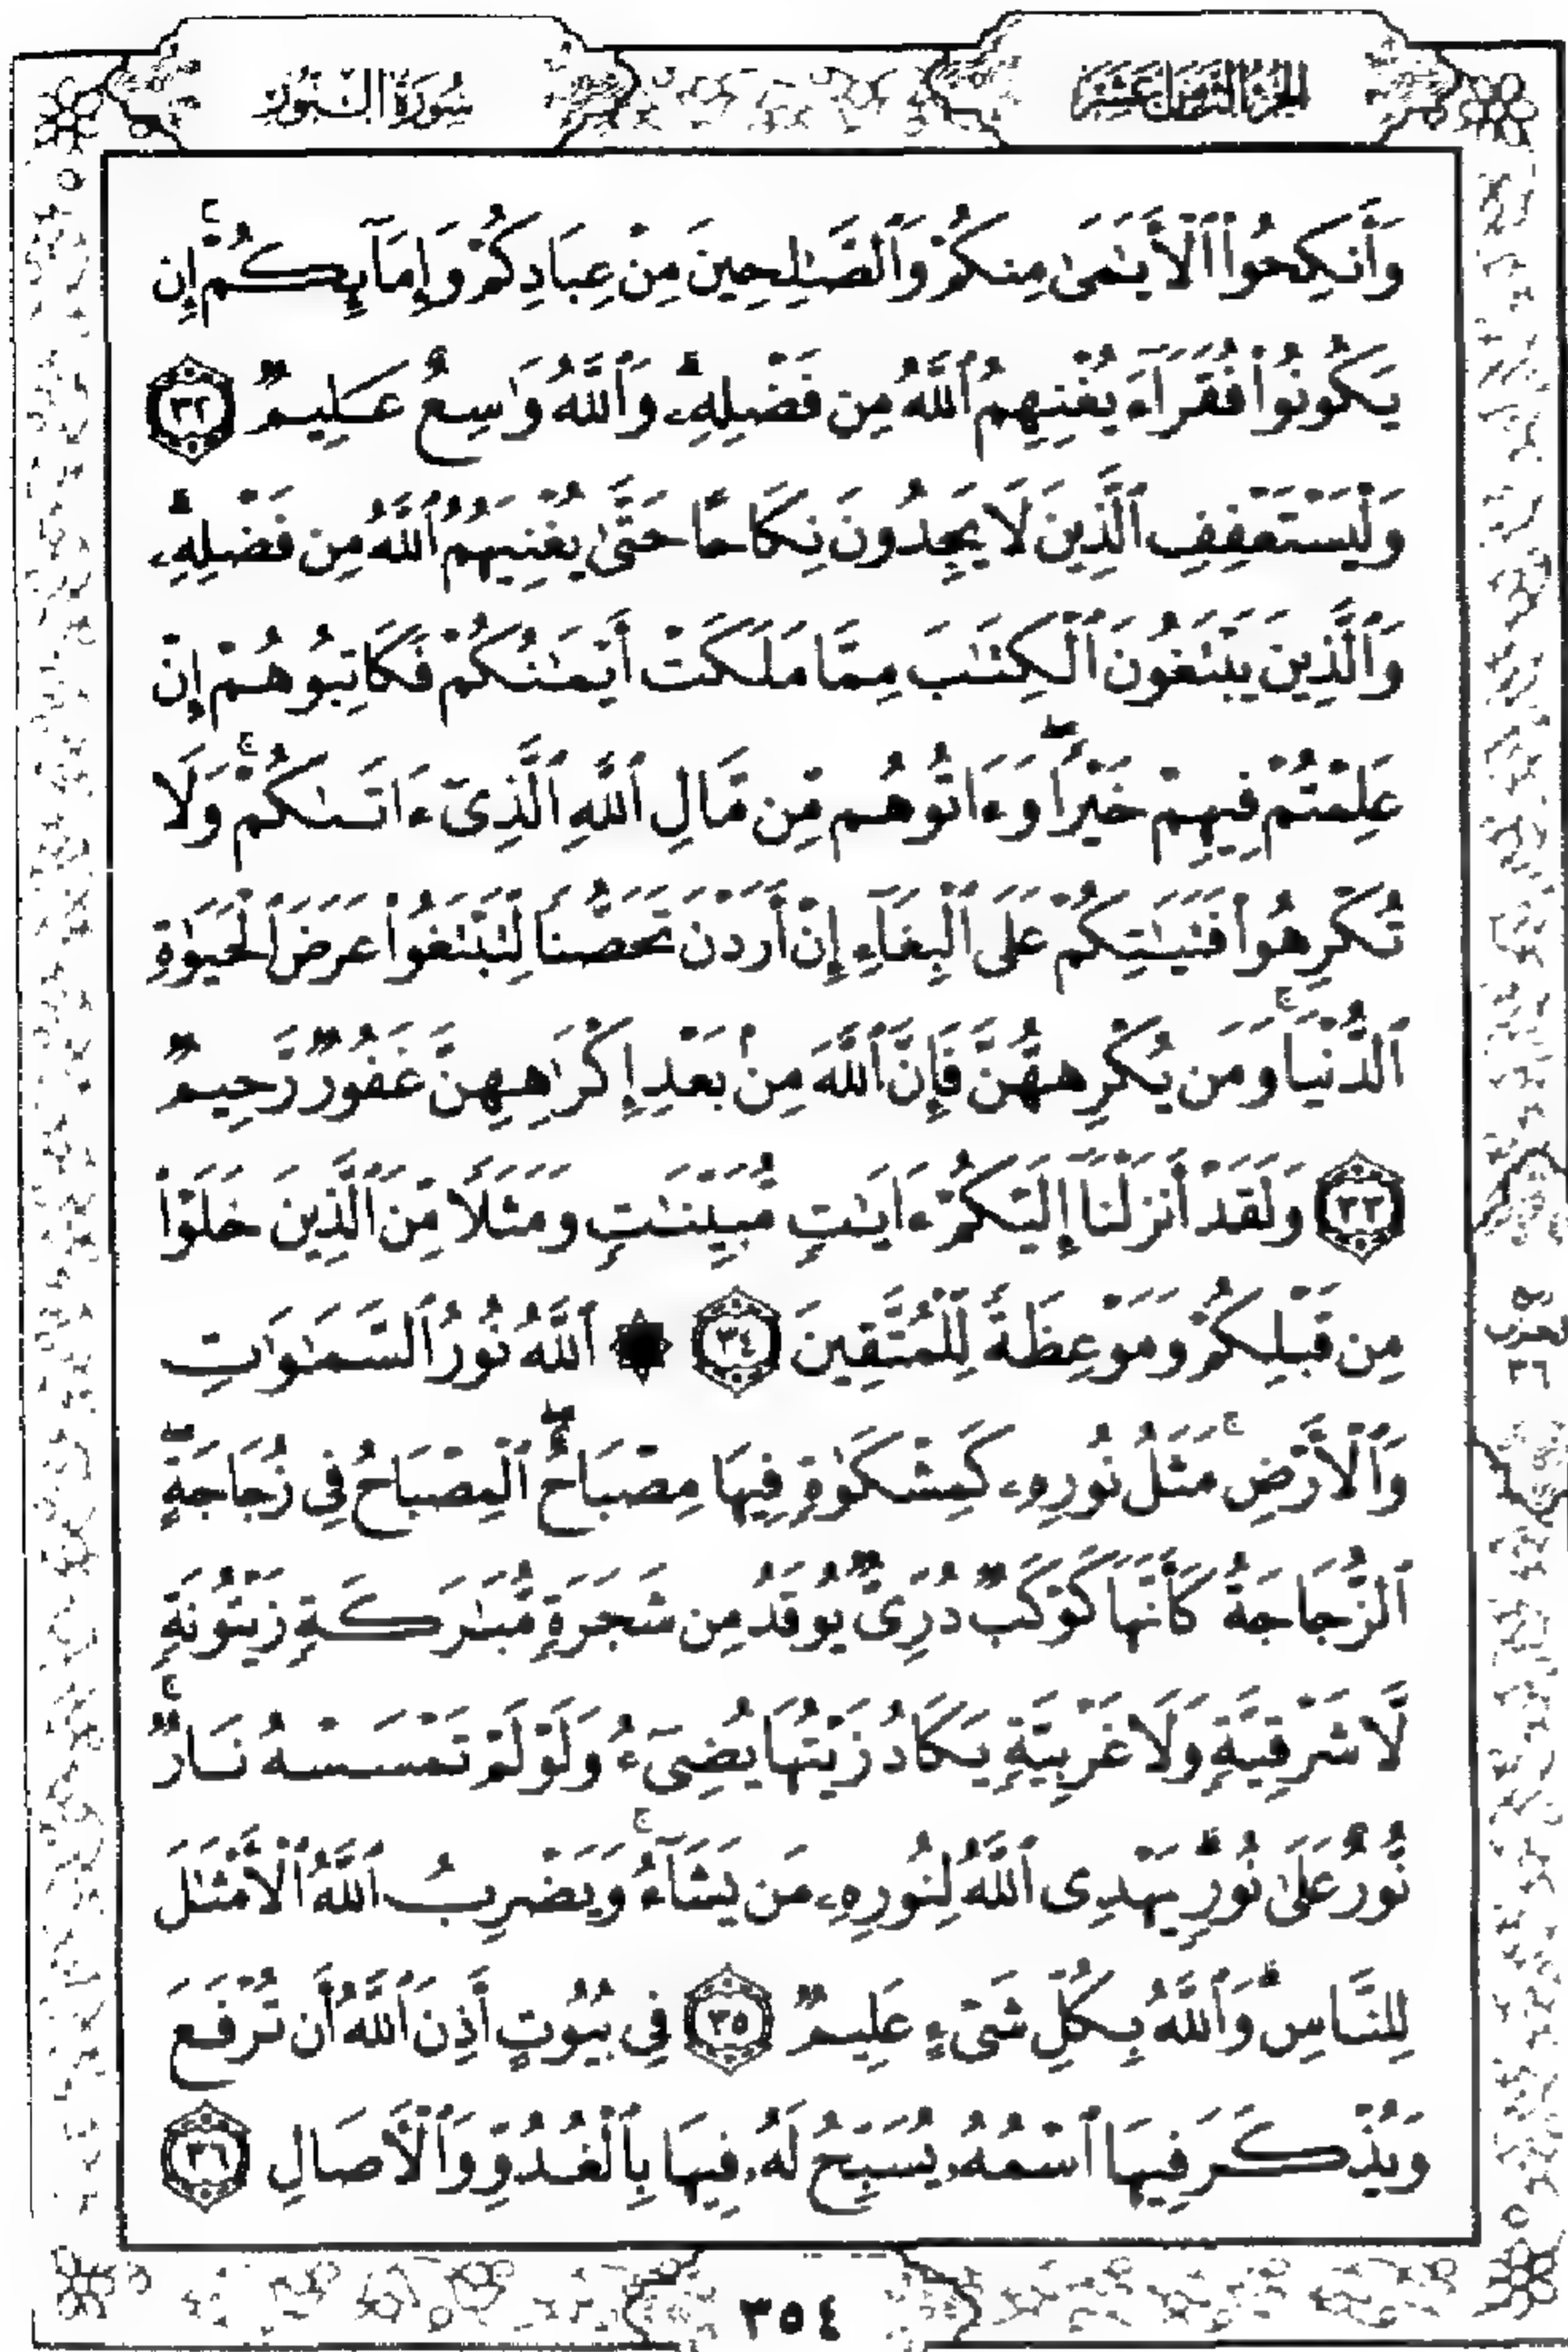 الجزء الثامن عشر
سورة النور
وَأَنكِحُوا۟ ٱلْأَيَـٰمَىٰ مِنكُمْ وَٱلصَّـٰلِحِينَ مِنْ عِبَادِكُمْ وَإِمَآئِكُمْ ۚ إِن
يَكُونُوا۟ فُقَرَآءَ يُغْنِهِمُ ٱللَّهُ مِن فَضْلِهِۦ ۗ وَٱللَّهُ وَٰسِعٌ عَلِيمٌ ٣٢
وَلْيَسْتَعْفِفِ ٱلَّذِينَ لَا يَجِدُونَ نِكَاحًا حَتَّىٰ يُغْنِيَهُمُ ٱللَّهُ مِن فَضْلِهِۦ ۗ
وَٱلَّذِينَ يَبْتَغُونَ ٱلْكِتَـٰبَ مِمَّا مَلَكَتْ أَيْمَـٰنُكُمْ فَكَاتِبُوهُمْ إِنْ
عَلِمْتُمْ فِيهِمْ خَيْرًا ۖ وَءَاتُوهُم مِّن مَّالِ ٱللَّهِ ٱلَّذِىٓ ءَاتَىٰكُمْ ۚ وَلَا
تُكْرِهُوا۟ فَتَيَـٰتِكُمْ عَلَى ٱلْبِغَآءِ إِنْ أَرَدْنَ تَحَصُّنًا لِّتَبْتَغُوا۟ عَرَضَ ٱلْحَيَوٰةِ
ٱلدُّنْيَا ۚ وَمَن يُكْرِههُّنَّ فَإِنَّ ٱللَّهَ مِنۢ بَعْدِ إِكْرَٰهِهِنَّ غَفُورٌ رَّحِيمٌ
٣٣ وَلَقَدْ أَنزَلْنَآ إِلَيْكُمْ ءَايَـٰتٍ مُّبَيِّنَـٰتٍ وَمَثَلًا مِّنَ ٱلَّذِينَ خَلَوْا۟
مِن قَبْلِكُمْ وَمَوْعِظَةً لِّلْمُتَّقِينَ ٣٤ ۞ ٱللَّهُ نُورُ ٱلسَّمَـٰوَٰتِ
وَٱلْأَرْضِ ۚ مَثَلُ نُورِهِۦ كَمِشْكَوٰةٍ فِيهَا مِصْبَاحٌ ۖ ٱلْمِصْبَاحُ فِى زُجَاجَةٍ ۖ
ٱلزُّجَاجَةُ كَأَنَّهَا كَوْكَبٌ دُرِّىٌّ يُوقَدُ مِن شَجَرَةٍ مُّبَـٰرَكَةٍ زَيْتُونَةٍ
لَّا شَرْقِيَّةٍ وَلَا غَرْبِيَّةٍ يَكَادُ زَيْتُهَا يُضِىٓءُ وَلَوْ لَمْ تَمْسَسْهُ نَارٌ ۚ
نُّورٌ عَلَىٰ نُورٍ ۗ يَهْدِى ٱللَّهُ لِنُورِهِۦ مَن يَشَآءُ ۚ وَيَضْرِبُ ٱللَّهُ ٱلْأَمْثَـٰلَ
لِلنَّاسِ ۗ وَٱللَّهُ بِكُلِّ شَىْءٍ عَلِيمٌ ٣٥ فِى بُيُوتٍ أَذِنَ ٱللَّهُ أَن تُرْفَعَ
وَيُذْكَرَ فِيهَا ٱسْمُهُۥ يُسَبِّحُ لَهُۥ فِيهَا بِٱلْغُدُوِّ وَٱلْـَٔاصَالِ ٣٦
٣٥٤